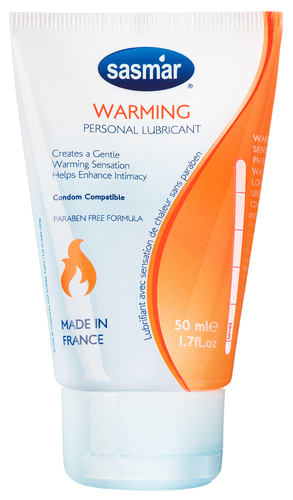 sasmar®
WARMING
PERSONAL LUBRICANT
Creates a Gentle
Warming Sensation
Helps Enhance Intimacy
Condom Compatible
PARABEN FREE FORMULA
Lubrifiant avec sensation de chaleur sans paraben
MADE IN
FRANCE
50 ml℮
1.7fl.oz